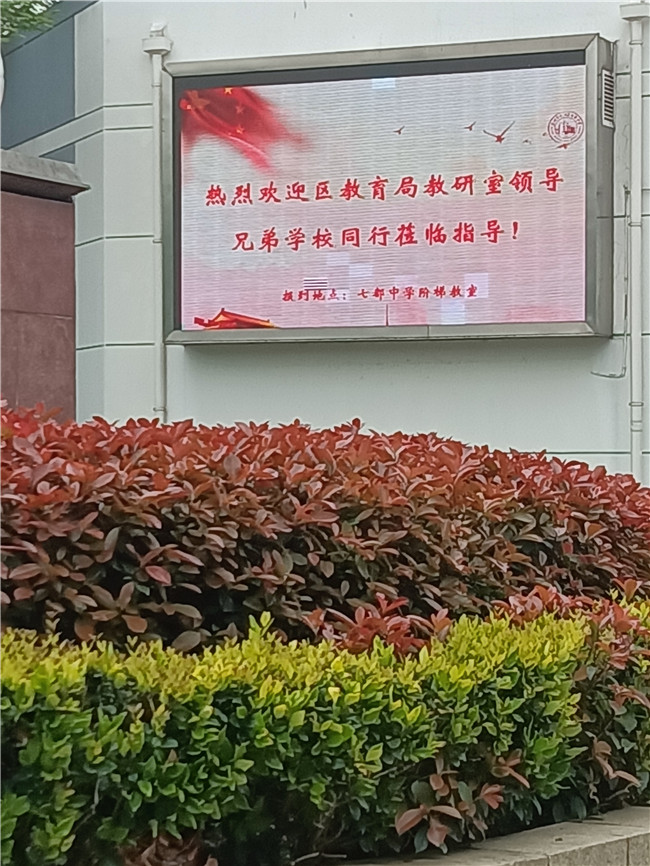 热烈欢迎区教育局教研室领导
兄弟学校同行莅临指导！
报到地点：七都中学阶梯教室